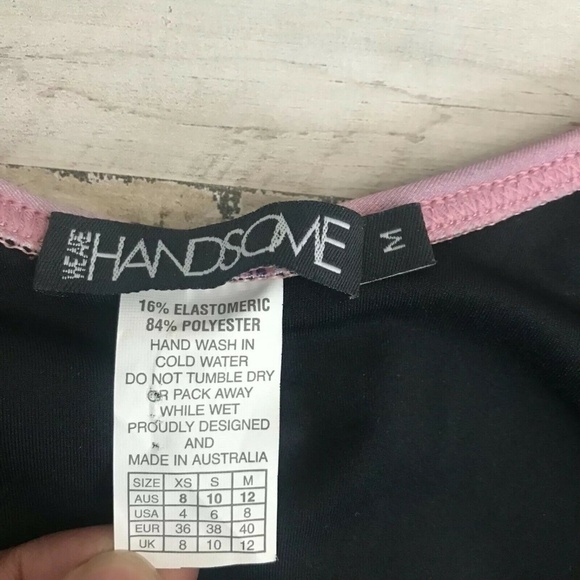 WE ARE HANDSOME
M
16% ELASTOMERIC
84% POLYESTER
HAND WASH IN
COLD WATER
DO NOT TUMBLE DRY
OR PACK AWAY
WHILE WET
PROUDLY DESIGNED
AND
MADE IN AUSTRALIA
SIZE XS S M
AUS 8 10 12
USA 4 6 8
EUR 36 38 40
UK 8 10 12